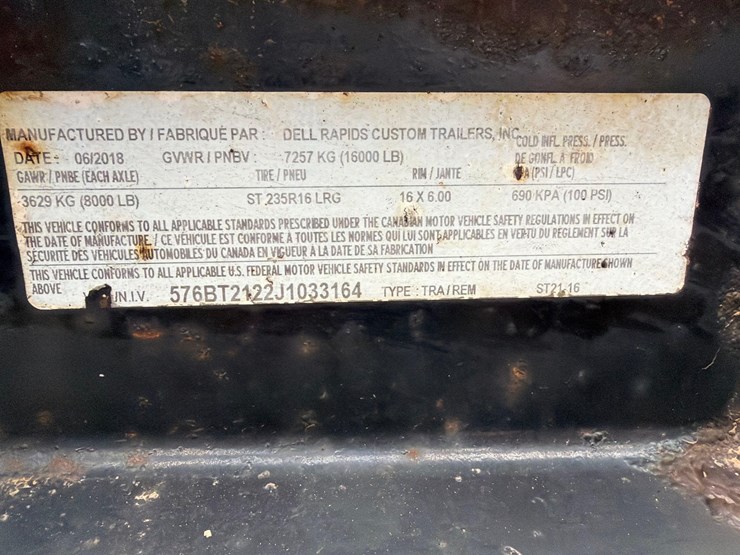 MANUFACTURED BY / FABRIQUÉ PAR : DELL RAPIDS CUSTOM TRAILERS, INC
COLD INFL. PRESS. / PRESS.
DATE: 06/2018 GVWR / PNBV : 7257 KG (16000 LB) DE GONFL. À FROID
GAWR / PNBE (EACH AXLE) TIRE / PNEU RIM / JANTE (PSI / LPC)
3629 KG (8000 LB) ST 235R16 LRG 16 X 6.00 690 KPA (100 PSI)
THIS VEHICLE CONFORMS TO ALL APPLICABLE STANDARDS PRESCRIBED UNDER THE CANADIAN MOTOR VEHICLE SAFETY REGULATIONS IN EFFECT ON
THE DATE OF MANUFACTURE. / CE VÉHICULE EST CONFORME À TOUTES LES NORMES QUI LUI SONT APPLICABLES EN VERTU DU RÈGLEMENT SUR LA
SÉCURITÉ DES VÉHICULES AUTOMOBILES DU CANADA EN VIGUEUR À LA DATE DE SA FABRICATION
THIS VEHICLE CONFORMS TO ALL APPLICABLE U.S. FEDERAL MOTOR VEHICLE SAFETY STANDARDS IN EFFECT ON THE DATE OF MANUFACTURE SHOWN
ABOVE.
/N.I.V. 576BT2122J1033164 TYPE : TRA / REM ST21-16